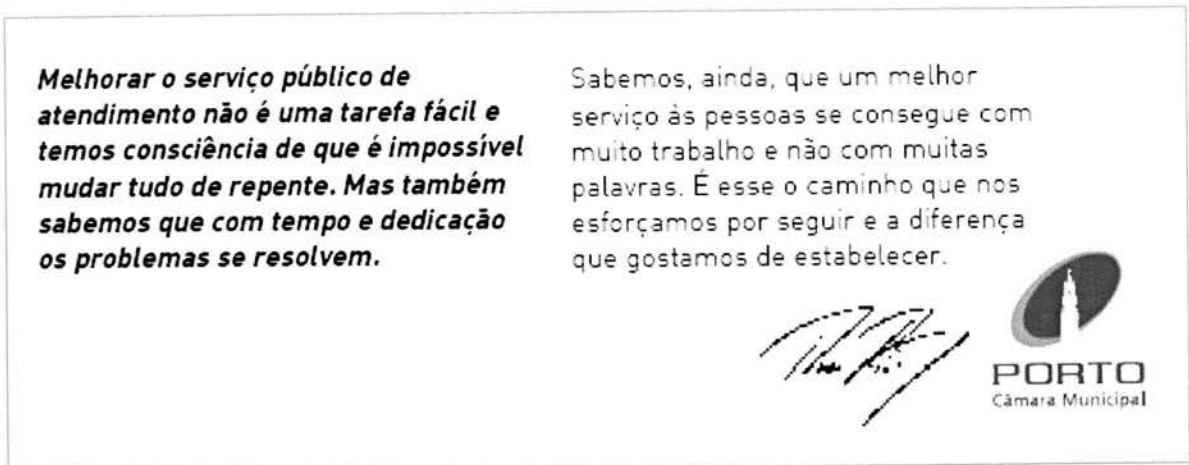 Melhorar o serviço público de
atendimento não é uma tarefa fácil e
temos consciência de que é impossível
mudar tudo de repente. Mas também
sabemos que com tempo e dedicação
os problemas se resolvem.
Sabemos, ainda, que um melhor
serviço às pessoas se consegue com
muito trabalho e não com muitas
palavras. É esse o caminho que nos
esforçamos por seguir e a diferença
que gostamos de estabelecer.
PORTO
Câmara Municipal